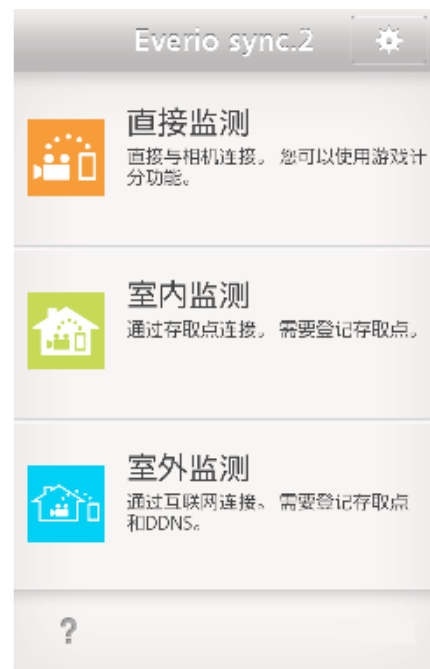 Everio sync.2
直接监测
直接与相机连接。 您可以使用游戏计
分功能。
室内监测
通过存取点连接。 需要登记存取点。
室外监测
通过互联网连接。 需要登记存取点
和DDNS。
?